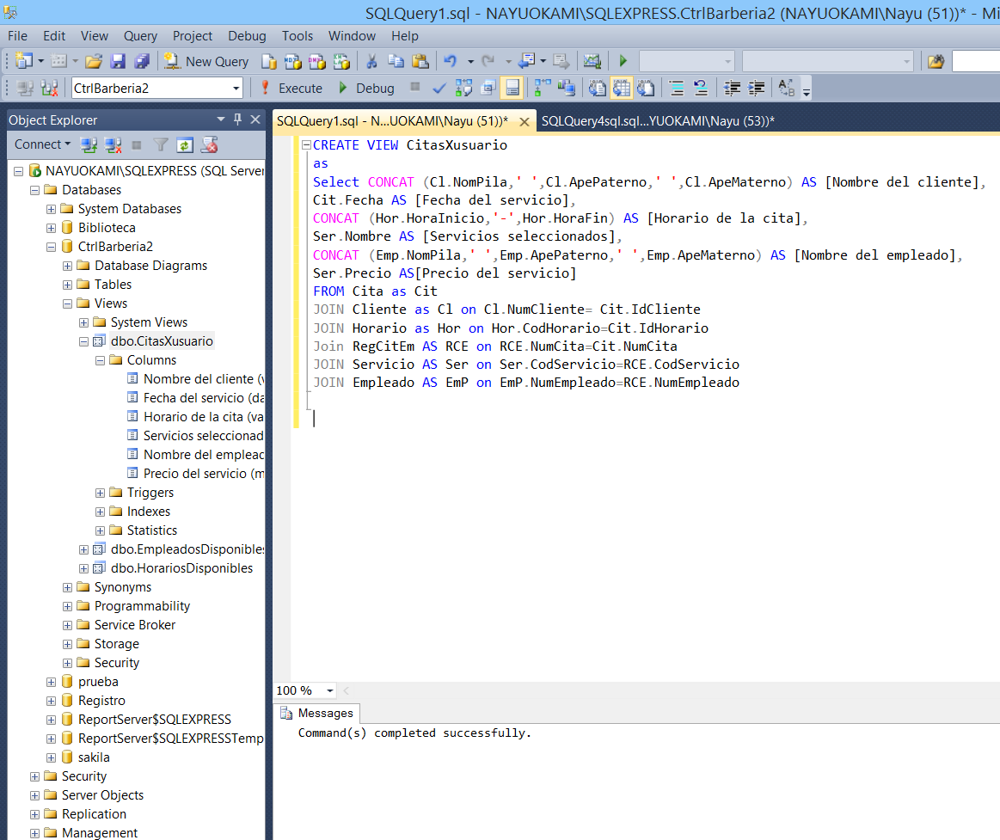 SQLQuery1.sql - NAYUOKAMI\SQLEXPRESS.CtrlBarberia2 (NAYUOKAMI\Nayu (51))* - Mi
File Edit View Query Project Debug Tools Window Help
New Query
CtrlBarberia2 Execute Debug
Object Explorer
SQLQuery1.sql - N...UOKAMI\Nayu (51))* SQLQuery4sql.sql...YUOKAMI\Nayu (53))*
Connect
NAYUOKAMI\SQLEXPRESS (SQL Server
Databases
System Databases
Biblioteca
CtrlBarberia2
Database Diagrams
Tables
Views
System Views
dbo.CitasXusuario
Columns
Nombre del cliente (v
Fecha del servicio (da
Horario de la cita (va
Servicios seleccionad
Nombre del empleac
Precio del servicio (m
Triggers
Indexes
Statistics
dbo.EmpleadosDisponibles
dbo.HorariosDisponibles
Synonyms
Programmability
Service Broker
Storage
Security
prueba
Registro
ReportServer$SQLEXPRESS
ReportServer$SQLEXPRESSTemp
sakila
Security
Server Objects
Replication
Management
CREATE VIEW CitasXusuario
as
Select CONCAT (Cl.NomPila,' ',Cl.ApePaterno,' ',Cl.ApeMaterno) AS [Nombre del cliente],
Cit.Fecha AS [Fecha del servicio],
CONCAT (Hor.HoraInicio,'-',Hor.HoraFin) AS [Horario de la cita],
Ser.Nombre AS [Servicios seleccionados],
CONCAT (Emp.NomPila,' ',Emp.ApePaterno,' ',Emp.ApeMaterno) AS [Nombre del empleado],
Ser.Precio AS[Precio del servicio]
FROM Cita as Cit
JOIN Cliente as Cl on Cl.NumCliente= Cit.IdCliente
JOIN Horario as Hor on Hor.CodHorario=Cit.IdHorario
Join RegCitEm AS RCE on RCE.NumCita=Cit.NumCita
JOIN Servicio AS Ser on Ser.CodServicio=RCE.CodServicio
JOIN Empleado AS EmP on EmP.NumEmpleado=RCE.NumEmpleado
100 %
Messages
Command(s) completed successfully.